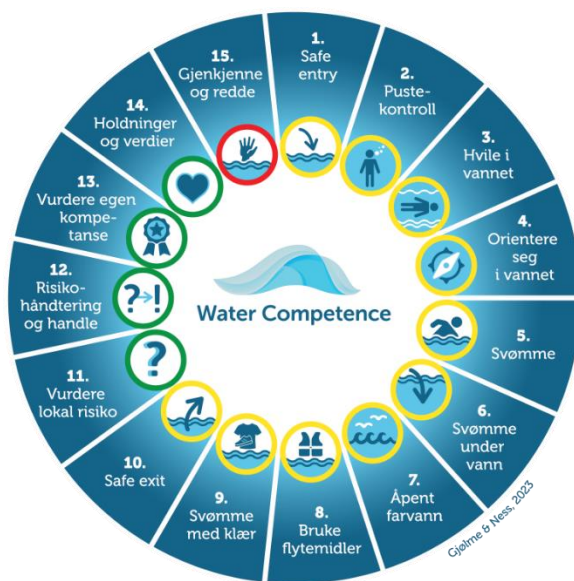 1.
Safe
entry
2.
Puste-
kontroll
3.
Hvile i
vannet
4.
Orientere
seg
i vannet
5.
Svømme
6.
Svømme
under
vann
7.
Åpent
farvann
8.
Bruke
flytemidler
9.
Svømme
med klær
10.
Safe exit
11.
Vurdere
lokal risiko
12.
Risiko-
håndtering
og handle
13.
Vurdere egen
kompe-
tanse
14.
Holdninger
og verdier
15.
Gjenkjenne
og redde
?→!
?
Water Competence
Gjølme & Ness, 2023